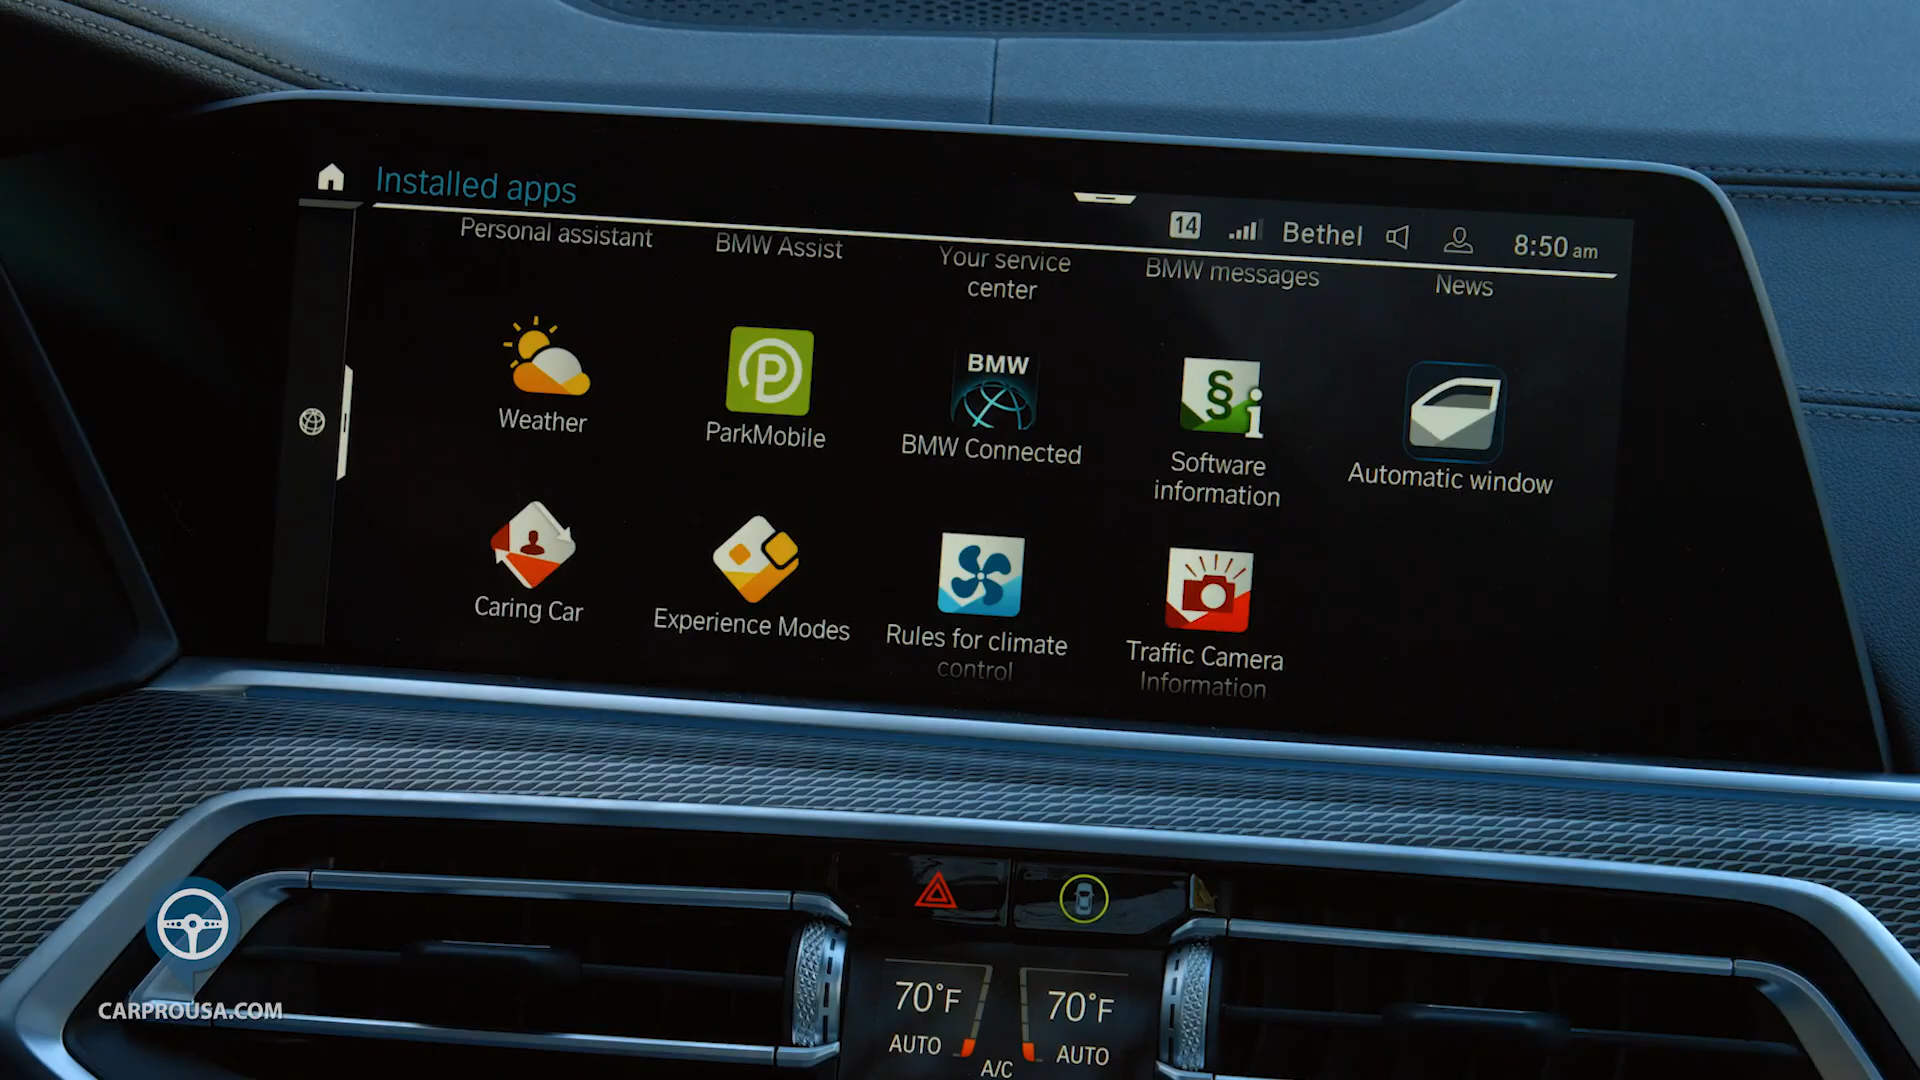 Installed apps
14 Bethel 8:50 am
Personal assistant
BMW Assist
Your service
center
BMW messages
News
Weather
P
ParkMobile
BMW
BMW Connected
§ i
Software
information
Automatic window
Caring Car
Experience Modes
Rules for climate
control
Traffic Camera
Information
70°F
AUTO
70°F
AUTO
A/C
CARPROUSA.COM